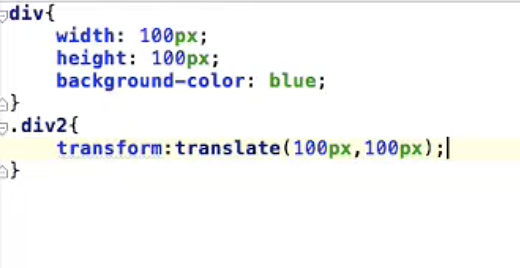 div{
    width: 100px;
    height: 100px;
    background-color: blue;
}
.div2{
    transform:translate(100px,100px);
}